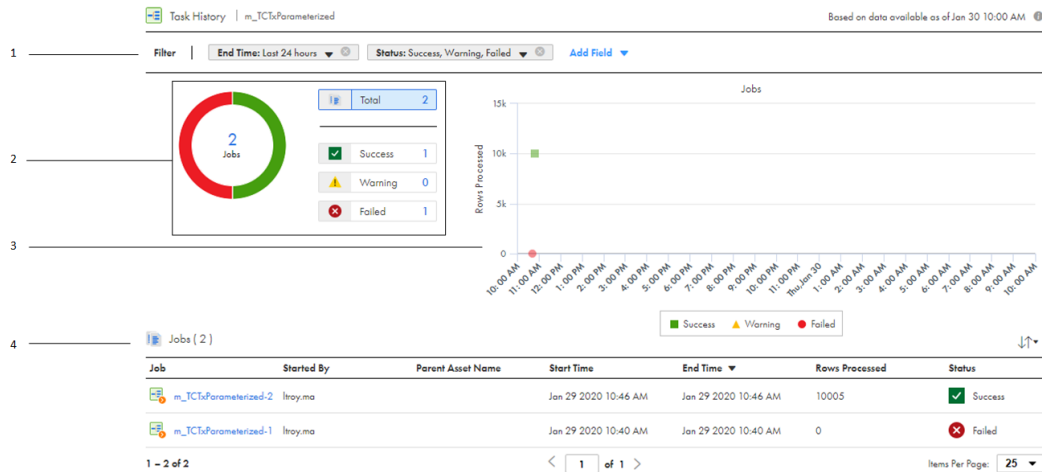 Task History | m_TCTxParameterized
Based on data available as of Jan 30 10:00 AM
1
Filter | End Time: Last 24 hours Status: Success, Warning, Failed Add Field
2
Jobs
Total 2
Success 1
Warning 0
Failed 1
2
3
Jobs
Rows Processed
15k
10k
5k
0
10:00 AM 11:00 AM 12:00 PM 1:00 PM 2:00 PM 3:00 PM 4:00 PM 5:00 PM 6:00 PM 7:00 PM 8:00 PM 9:00 PM 10:00 PM 11:00 PM Thu,Jan 30 1:00 AM 2:00 AM 3:00 AM 4:00 AM 5:00 AM 6:00 AM 7:00 AM 8:00 AM 9:00 AM 10:00 AM
Success Warning Failed
4
Jobs ( 2 )
Job Started By Parent Asset Name Start Time End Time Rows Processed Status
m_TCTxParameterized-2 ltroy.ma Jan 29 2020 10:46 AM Jan 29 2020 10:46 AM 10005 Success
m_TCTxParameterized-1 ltroy.ma Jan 29 2020 10:40 AM Jan 29 2020 10:40 AM 0 Failed
1 – 2 of 2
1 of 1
Items Per Page: 25